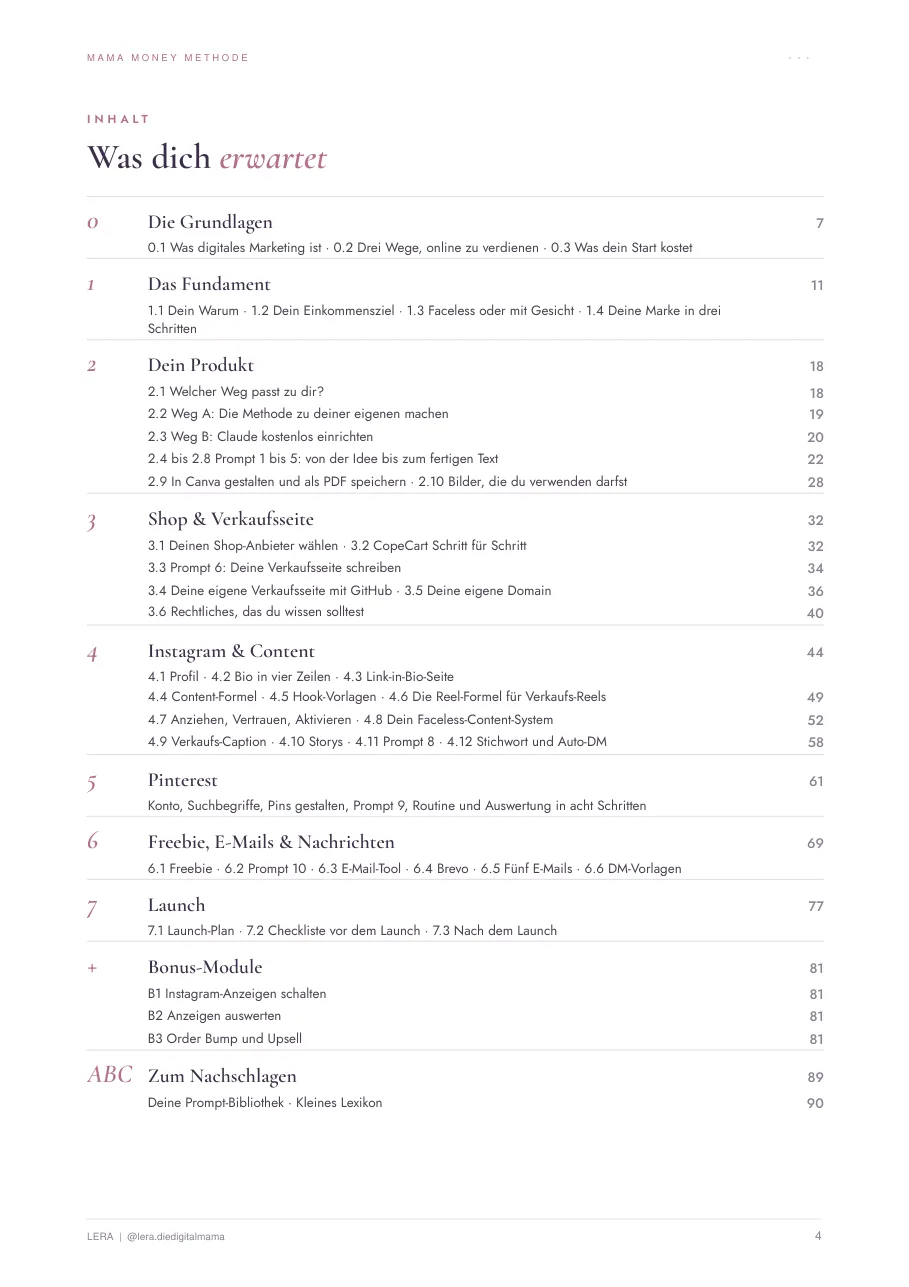 MAMA MONEY METHODE
. . .
INHALT
Was dich erwartet
0 Die Grundlagen 7
0.1 Was digitales Marketing ist · 0.2 Drei Wege, online zu verdienen · 0.3 Was dein Start kostet
1 Das Fundament 11
1.1 Dein Warum · 1.2 Dein Einkommensziel · 1.3 Faceless oder mit Gesicht · 1.4 Deine Marke in drei
Schritten
2 Dein Produkt 18
2.1 Welcher Weg passt zu dir? 18
2.2 Weg A: Die Methode zu deiner eigenen machen 19
2.3 Weg B: Claude kostenlos einrichten 20
2.4 bis 2.8 Prompt 1 bis 5: von der Idee bis zum fertigen Text 22
2.9 In Canva gestalten und als PDF speichern · 2.10 Bilder, die du verwenden darfst 28
3 Shop & Verkaufsseite 32
3.1 Deinen Shop-Anbieter wählen · 3.2 CopeCart Schritt für Schritt 32
3.3 Prompt 6: Deine Verkaufsseite schreiben 34
3.4 Deine eigene Verkaufsseite mit GitHub · 3.5 Deine eigene Domain 36
3.6 Rechtliches, das du wissen solltest 40
4 Instagram & Content 44
4.1 Profil · 4.2 Bio in vier Zeilen · 4.3 Link-in-Bio-Seite
4.4 Content-Formel · 4.5 Hook-Vorlagen · 4.6 Die Reel-Formel für Verkaufs-Reels 49
4.7 Anziehen, Vertrauen, Aktivieren · 4.8 Dein Faceless-Content-System 52
4.9 Verkaufs-Caption · 4.10 Storys · 4.11 Prompt 8 · 4.12 Stichwort und Auto-DM 58
5 Pinterest 61
Konto, Suchbegriffe, Pins gestalten, Prompt 9, Routine und Auswertung in acht Schritten
6 Freebie, E-Mails & Nachrichten 69
6.1 Freebie · 6.2 Prompt 10 · 6.3 E-Mail-Tool · 6.4 Brevo · 6.5 Fünf E-Mails · 6.6 DM-Vorlagen
7 Launch 77
7.1 Launch-Plan · 7.2 Checkliste vor dem Launch · 7.3 Nach dem Launch
+ Bonus-Module 81
B1 Instagram-Anzeigen schalten 81
B2 Anzeigen auswerten 81
B3 Order Bump und Upsell 81
ABC Zum Nachschlagen 89
Deine Prompt-Bibliothek · Kleines Lexikon 90
LERA | @lera.diedigitalmama 4